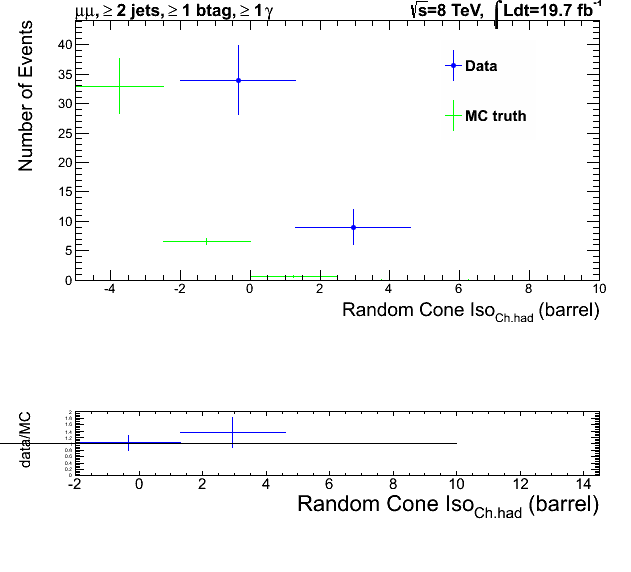 μμ, ≥ 2 jets, ≥ 1 btag, ≥ 1 γ √s=8 TeV, ∫Ldt=19.7 fb⁻¹
Number of Events
40
35
30
25
20
15
10
5
0
Data
MC truth
-4 -2 0 2 4 6 8 10
Random Cone Iso_Ch.had (barrel)
data/MC
-2 0 2 4 6 8 10 12 14
Random Cone Iso_Ch.had (barrel)